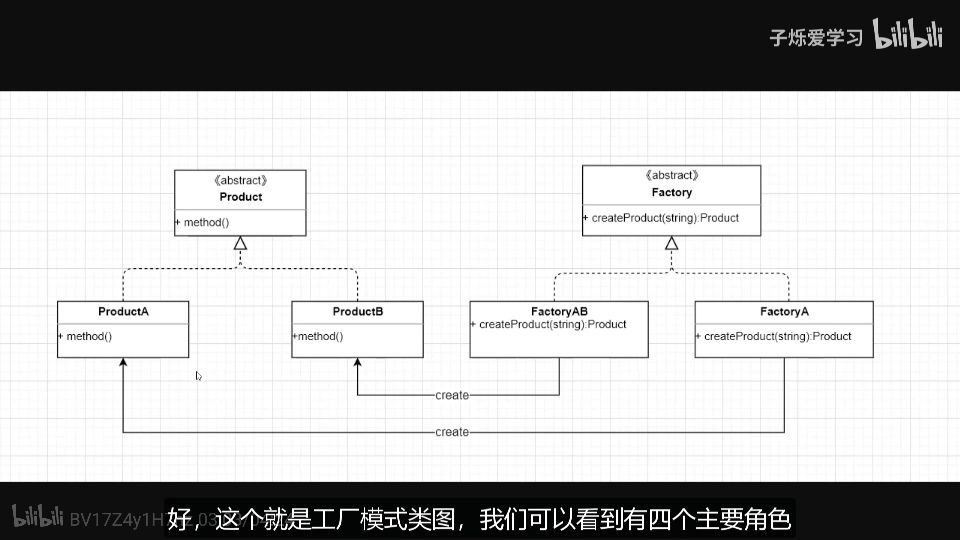 子烁爱学习 bilibili
《abstract》
Product
+ method()
《abstract》
Factory
+ createProduct(string):Product
ProductA
+ method()
ProductB
+method()
FactoryAB
+ createProduct(string):Product
FactoryA
+ createProduct(string):Product
create
create
bilibili
好，这个就是工厂模式类图，我们可以看到有四个主要角色